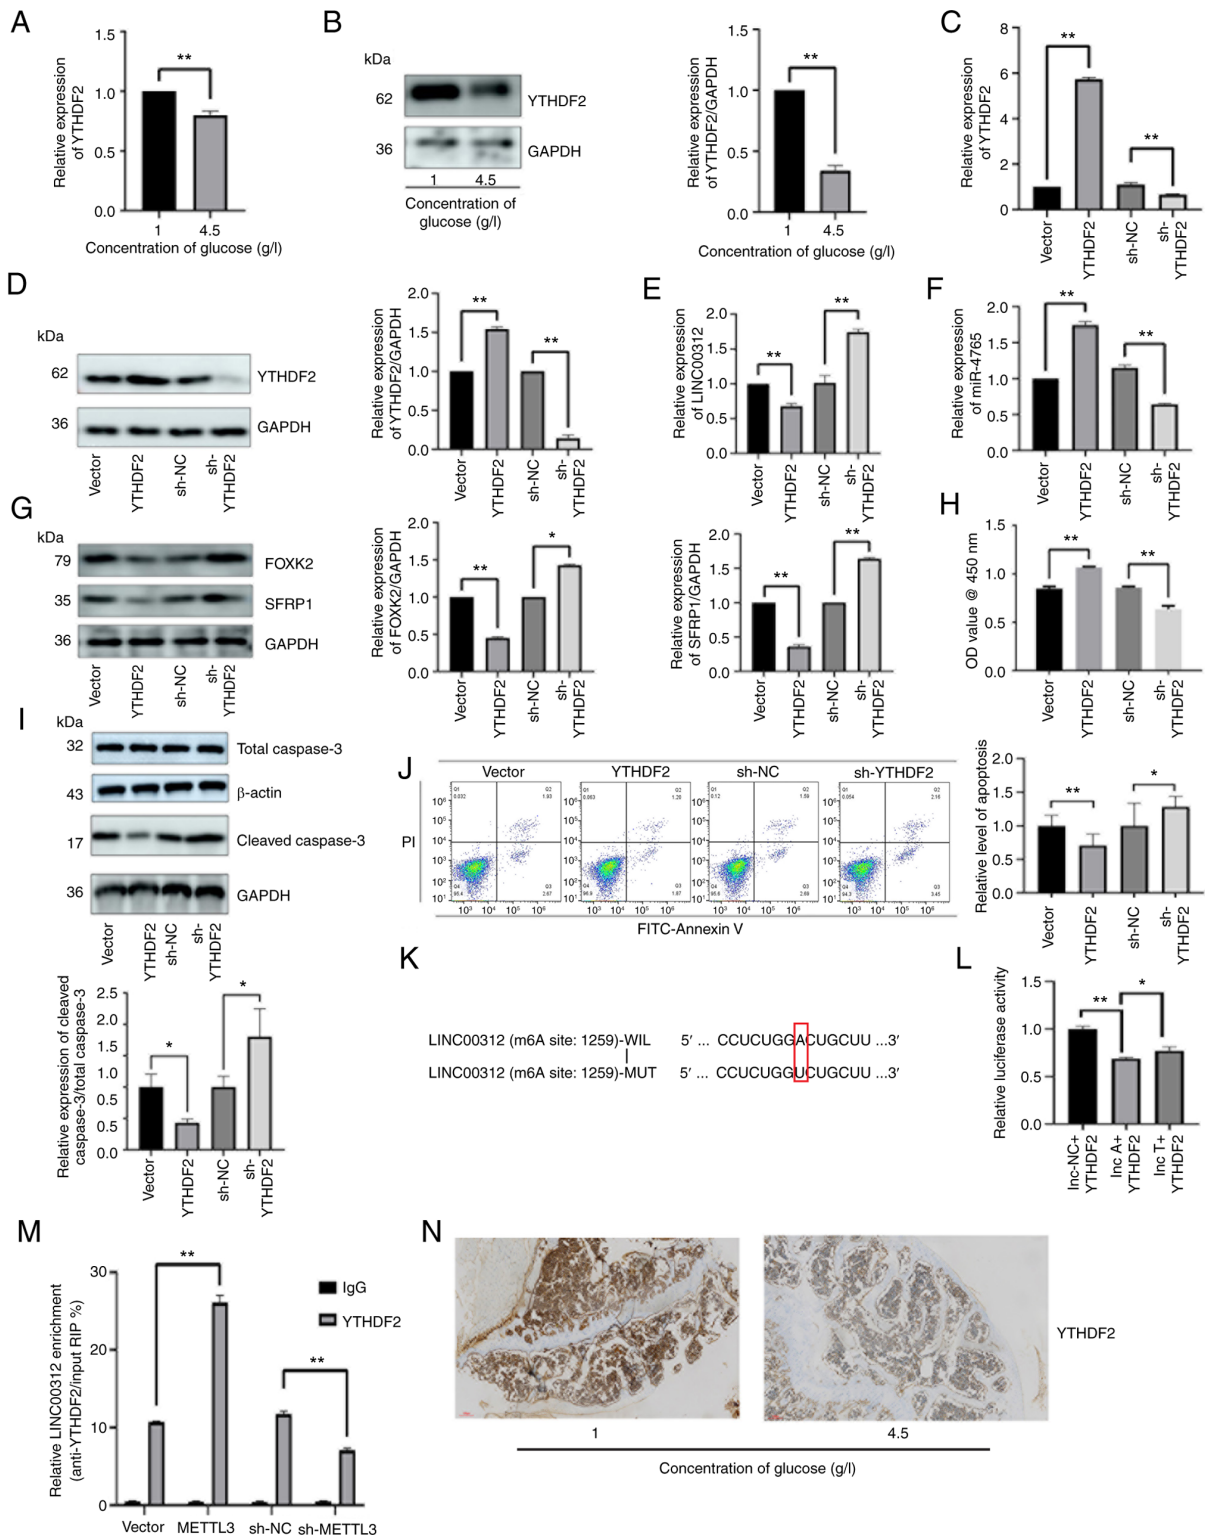 A
Relative expression
of YTHDF2
1.5
1.0
0.5
0.0
**
1
4.5
Concentration of glucose (g/l)
B
kDa
62
YTHDF2
36
GAPDH
1
4.5
Concentration of
glucose (g/l)
Relative expression
of YTHDF2/GAPDH
1.5
1.0
0.5
0.0
**
1
4.5
Concentration of glucose (g/l)
C
Relative expression
of YTHDF2
8
6
4
2
0
**
**
Vector
YTHDF2
sh-NC
sh-
YTHDF2
D
kDa
62
YTHDF2
36
GAPDH
Vector
YTHDF2
sh-NC
sh-
YTHDF2
Relative expression
of YTHDF2/GAPDH
2.0
1.5
1.0
0.5
0.0
**
**
Vector
YTHDF2
sh-NC
sh-
YTHDF2
E
Relative expression
of LINC00312
2.0
1.5
1.0
0.5
0.0
**
**
Vector
YTHDF2
sh-NC
sh-
YTHDF2
F
Relative expression
of miR-4765
2.0
1.5
1.0
0.5
0.0
**
**
Vector
YTHDF2
sh-NC
sh-
YTHDF2
G
kDa
79
FOXK2
35
SFRP1
36
GAPDH
Vector
YTHDF2
sh-NC
sh-
YTHDF2
Relative expression
of FOXK2/GAPDH
2.0
1.5
1.0
0.5
0.0
**
*
Vector
YTHDF2
sh-NC
sh-
YTHDF2
Relative expression
of SFRP1/GAPDH
2.0
1.5
1.0
0.5
0.0
**
**
Vector
YTHDF2
sh-NC
sh-
YTHDF2
H
OD value @ 450 nm
1.5
1.0
0.5
0.0
**
**
Vector
YTHDF2
sh-NC
sh-
YTHDF2
I
kDa
32
Total caspase-3
43
β-actin
17
Cleaved caspase-3
36
GAPDH
Vector
YTHDF2
sh-NC
sh-
YTHDF2
Relative expression of cleaved
caspase-3/total caspase-3
2.5
2.0
1.0
0.5
0.5
0.0
*
*
Vector
YTHDF2
sh-NC
sh-
YTHDF2
J
Vector
YTHDF2
sh-NC
sh-YTHDF2
PI
FITC-Annexin V
Relative level of apoptosis
2.0
1.5
1.0
0.5
0.0
**
*
Vector
YTHDF2
sh-NC
sh-
YTHDF2
K
LINC00312 (m6A site: 1259)-WIL 5′ ... CCUCUGGACUGCUU ...3′
LINC00312 (m6A site: 1259)-MUT 5′ ... CCUCUGGUCUGCUU ...3′
L
Relative luciferase activity
1.5
1.0
0.5
0.0
**
*
lnc-NC+
YTHDF2
lnc A+
YTHDF2
lnc T+
YTHDF2
M
Relative LINC00312 enrichment
(anti-YTHDF2/input RIP %)
30
20
10
0
**
**
IgG
YTHDF2
Vector
METTL3
sh-NC
sh-METTL3
N
YTHDF2
1
4.5
Concentration of glucose (g/l)